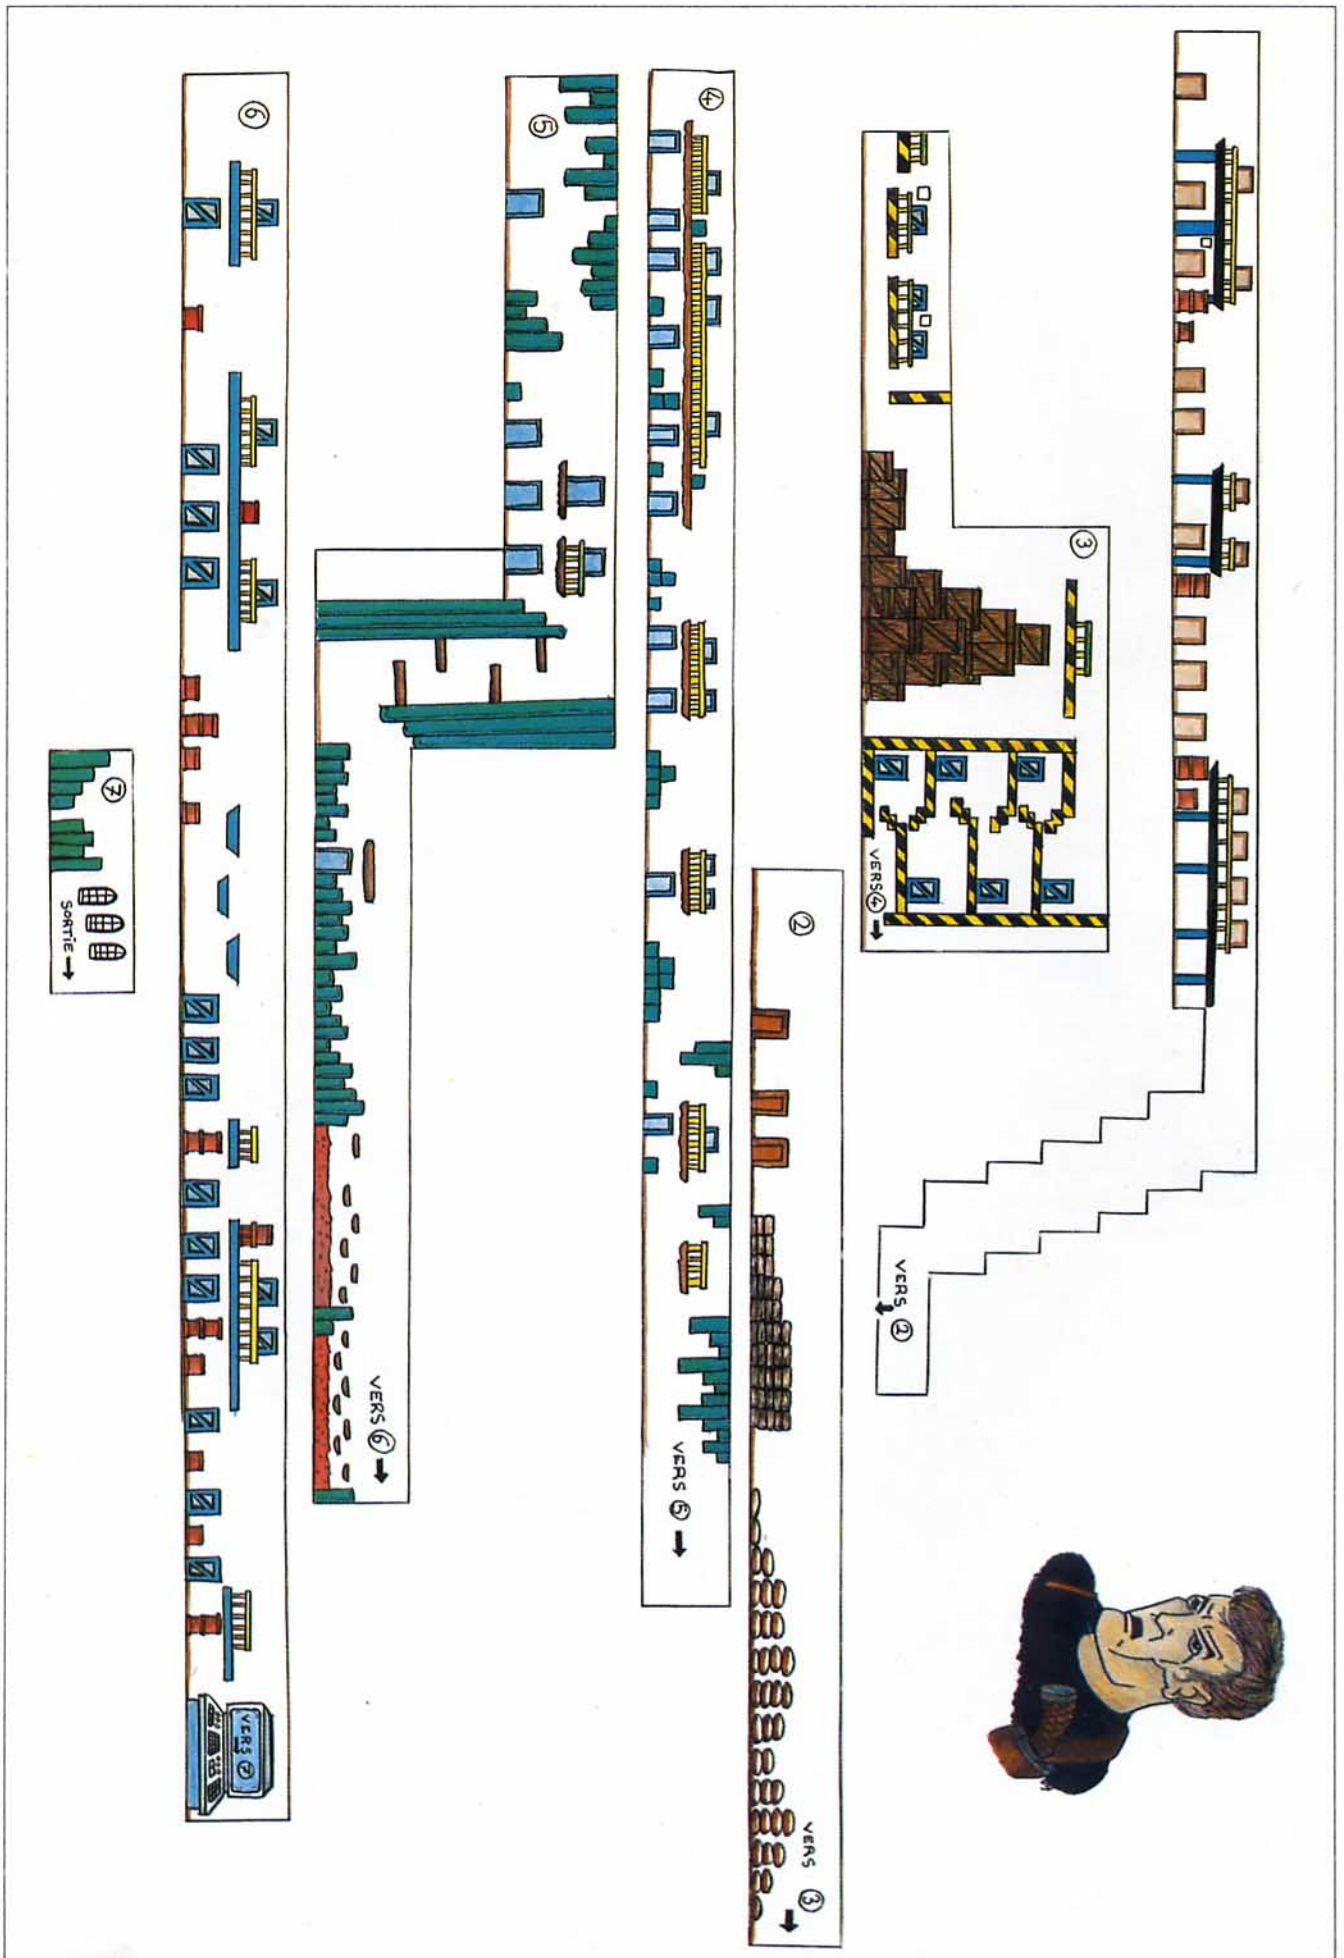 VERS ②
②
VERS ③
③
VERS ④
④
VERS ⑤
⑤
VERS ⑥
⑥
VERS ⑦
⑦
SORTIE